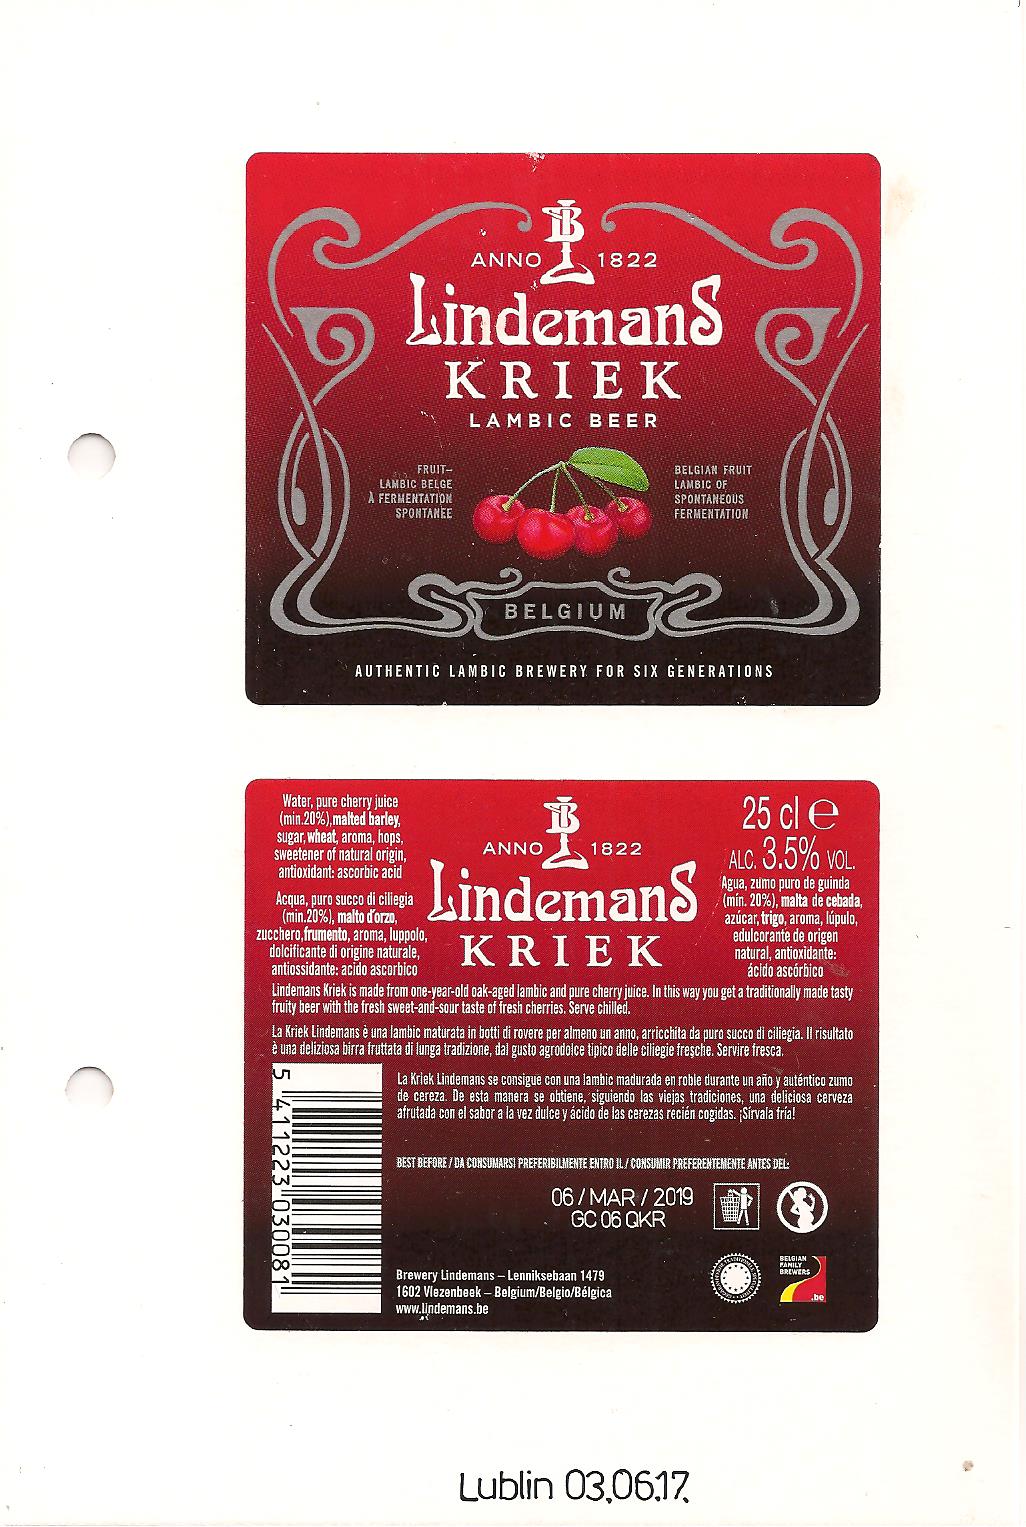 ANNO 1822
Lindemans
KRIEK
LAMBIC BEER
FRUIT–
LAMBIC BELGE
À FERMENTATION
SPONTANÉE
BELGIAN FRUIT
LAMBIC OF
SPONTANEOUS
FERMENTATION
BELGIUM
AUTHENTIC LAMBIC BREWERY FOR SIX GENERATIONS
Water, pure cherry juice
(min.20%), malted barley,
sugar, wheat, aroma, hops,
sweetener of natural origin,
antioxidant: ascorbic acid
Acqua, puro succo di ciliegia
(min.20%), malto d'orzo,
zucchero, frumento, aroma, luppolo,
dolcificante di origine naturale,
antiossidante: acido ascorbico
ANNO 1822
Lindemans
KRIEK
25 cl e
ALC. 3.5% VOL.
Agua, zumo puro de guinda
(mín. 20%), malta de cebada,
azúcar, trigo, aroma, lúpulo,
edulcorante de origen
natural, antioxidante:
ácido ascórbico
Lindemans Kriek is made from one-year-old oak-aged lambic and pure cherry juice. In this way you get a traditionally made tasty
fruity beer with the fresh sweet-and-sour taste of fresh cherries. Serve chilled.
La Kriek Lindemans è una lambic maturata in botti di rovere per almeno un anno, arricchita da puro succo di ciliegia. Il risultato
è una deliziosa birra fruttata di lunga tradizione, dal gusto agrodolce tipico delle ciliegie fresche. Servire fresca.
La Kriek Lindemans se consigue con una lambic madurada en roble durante un año y auténtico zumo
de cereza. De esta manera se obtiene, siguiendo las viejas tradiciones, una deliciosa cerveza
afrutada con el sabor a la vez dulce y ácido de las cerezas recién cogidas. ¡Sírvala fría!
BEST BEFORE / DA CONSUMARSI PREFERIBILMENTE ENTRO IL / CONSUMIR PREFERENTEMENTE ANTES DEL:
06 / MAR / 2019
GC 06 QKR
5 411223 030081
Brewery Lindemans – Lenniksebaan 1479
1602 Vlezenbeek – Belgium/Belgio/Bélgica
www.lindemans.be
BELGIAN
FAMILY
BREWERS
.be
Lublin 03.06.17.